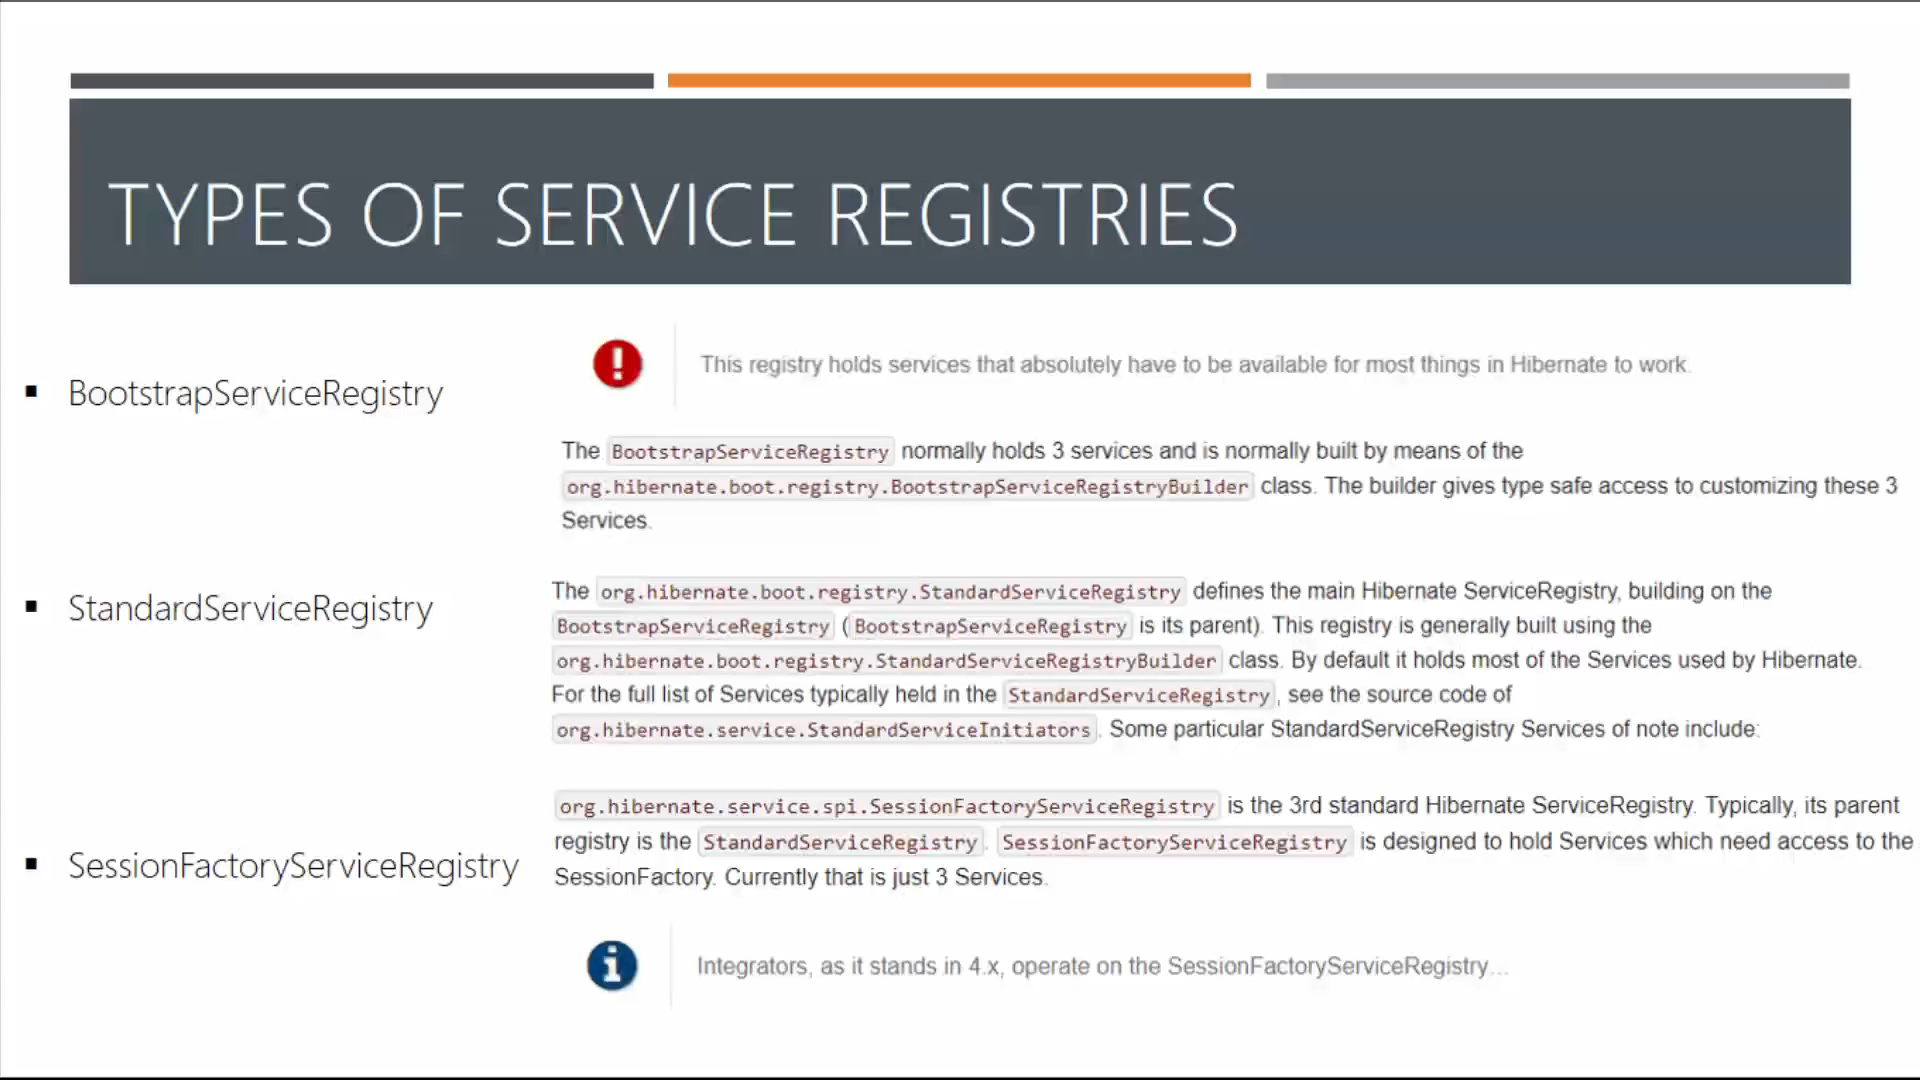 TYPES OF SERVICE REGISTRIES
▪ BootstrapServiceRegistry
This registry holds services that absolutely have to be available for most things in Hibernate to work.
The BootstrapServiceRegistry normally holds 3 services and is normally built by means of the
org.hibernate.boot.registry.BootstrapServiceRegistryBuilder class. The builder gives type safe access to customizing these 3
Services.
▪ StandardServiceRegistry
The org.hibernate.boot.registry.StandardServiceRegistry defines the main Hibernate ServiceRegistry, building on the
BootstrapServiceRegistry (BootstrapServiceRegistry is its parent). This registry is generally built using the
org.hibernate.boot.registry.StandardServiceRegistryBuilder class. By default it holds most of the Services used by Hibernate.
For the full list of Services typically held in the StandardServiceRegistry, see the source code of
org.hibernate.service.StandardServiceInitiators. Some particular StandardServiceRegistry Services of note include:
▪ SessionFactoryServiceRegistry
org.hibernate.service.spi.SessionFactoryServiceRegistry is the 3rd standard Hibernate ServiceRegistry. Typically, its parent
registry is the StandardServiceRegistry. SessionFactoryServiceRegistry is designed to hold Services which need access to the
SessionFactory. Currently that is just 3 Services.
Integrators, as it stands in 4.x, operate on the SessionFactoryServiceRegistry...